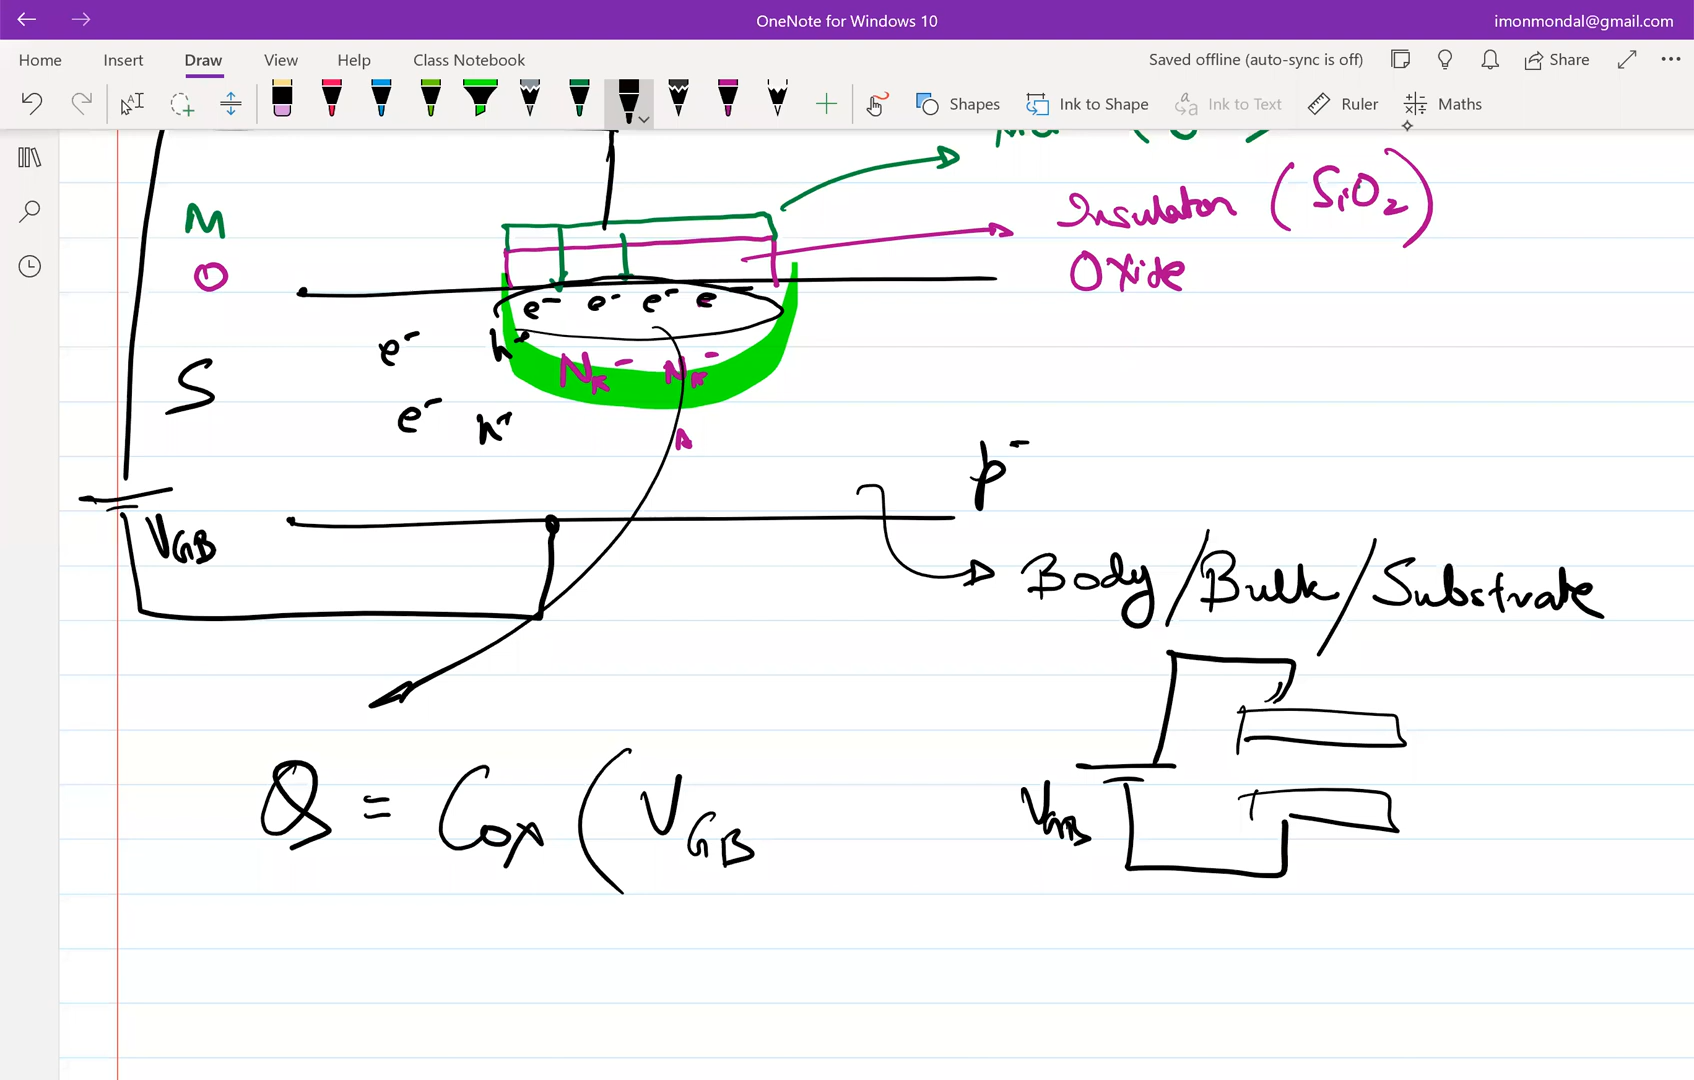 OneNote for Windows 10
imonmondal@gmail.com
Home Insert Draw View Help Class Notebook
Saved offline (auto-sync is off) Share
Shapes Ink to Shape Ink to Text Ruler Maths
M
Insulator (SiO2)
O
Oxide
e- e- e- e
e- h+
S
e- h+
p-
VGB
Body/Bulk/Substrate
Q = Cox (VGB
VGB